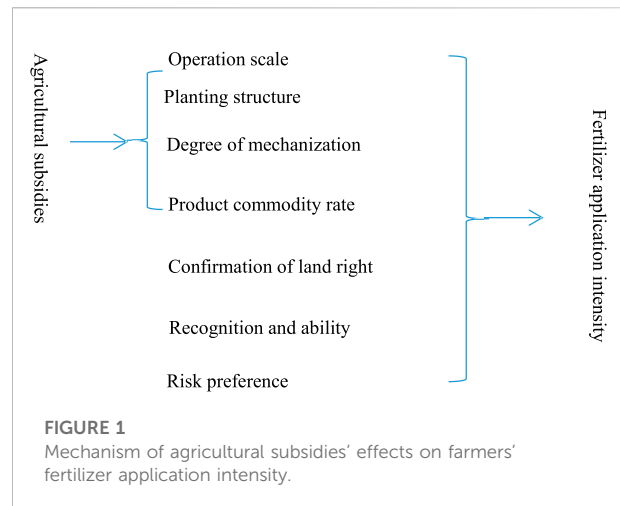 Agricultural subsidies
Operation scale
Planting structure
Degree of mechanization
Product commodity rate
Confirmation of land right
Recognition and ability
Risk preference
Fertilizer application intensity
FIGURE 1
Mechanism of agricultural subsidies’ effects on farmers’
fertilizer application intensity.